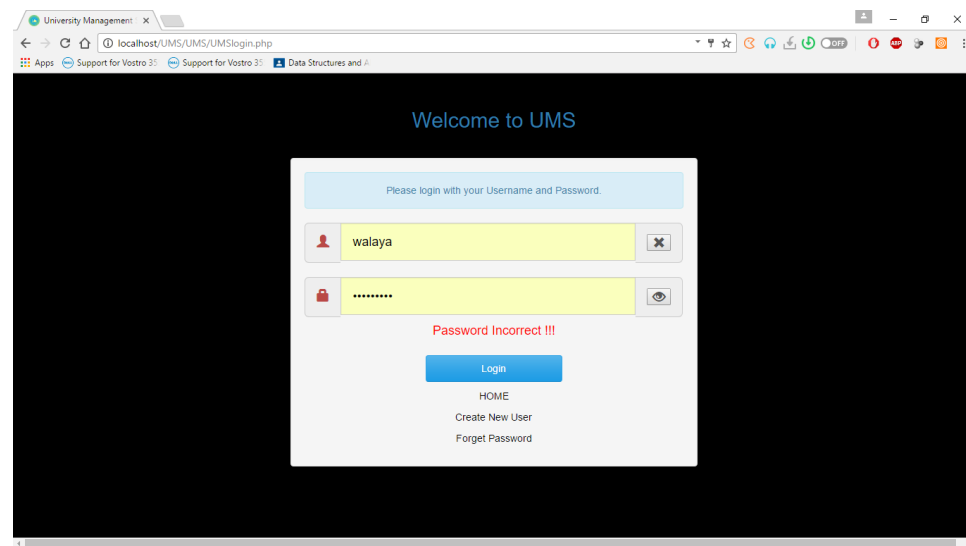 University Management
localhost/UMS/UMS/UMSlogin.php
OFF
ABP
Apps
Support for Vostro 35
Support for Vostro 35
Data Structures and A
Welcome to UMS
Please login with your Username and Password.
walaya
•••••••••
Password Incorrect !!!
Login
HOME
Create New User
Forget Password